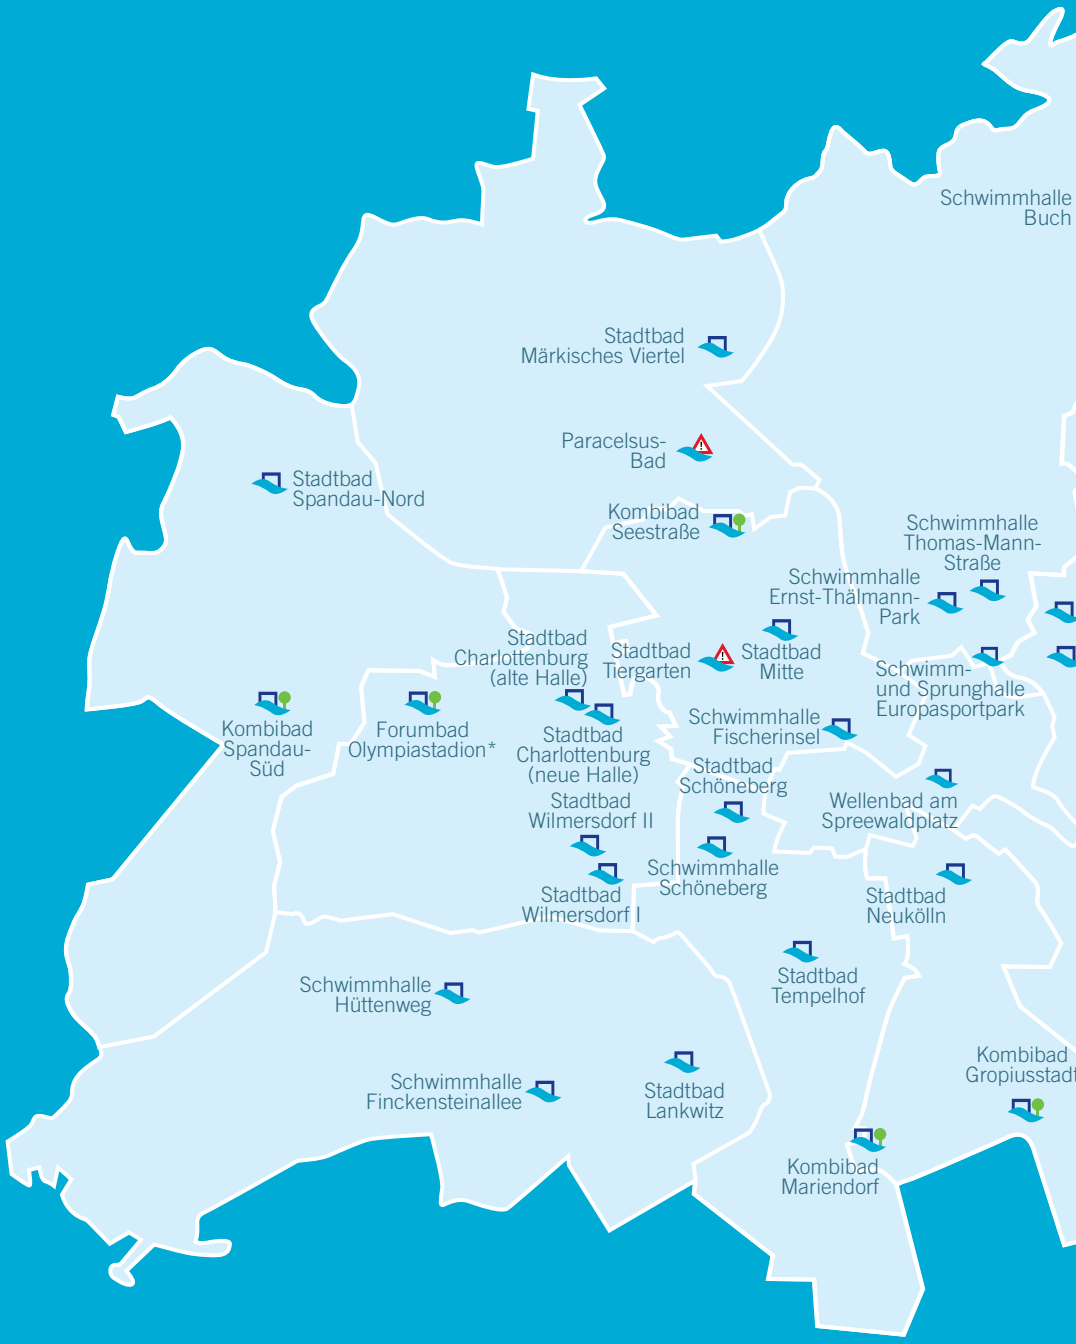 Schwimmhalle
Buch
Stadtbad
Märkisches Viertel
Paracelsus-
Bad
Stadtbad
Spandau-Nord
Kombibad
Seestraße
Schwimmhalle
Thomas-Mann-
Straße
Schwimmhalle
Ernst-Thälmann-
Park
Stadtbad
Charlottenburg
(alte Halle)
Stadtbad
Tiergarten
Stadtbad
Mitte
Schwimm-
und Sprunghalle
Europasportpark
Kombibad
Spandau-
Süd
Forumbad
Olympiastadion*
Stadtbad
Charlottenburg
(neue Halle)
Schwimmhalle
Fischerinsel
Stadtbad
Schöneberg
Stadtbad
Wilmersdorf II
Wellenbad am
Spreewaldplatz
Schwimmhalle
Schöneberg
Stadtbad
Wilmersdorf I
Stadtbad
Neukölln
Stadtbad
Tempelhof
Schwimmhalle
Hüttenweg
Kombibad
Gropiusstadt
Schwimmhalle
Finckensteinallee
Stadtbad
Lankwitz
Kombibad
Mariendorf